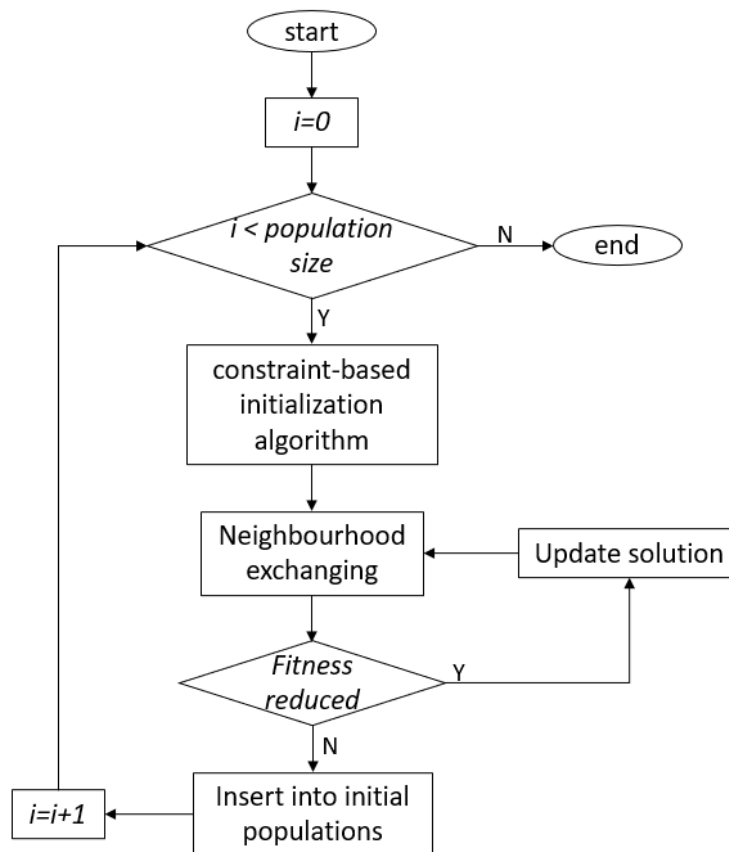 start
i=0
i < population
size
N
end
Y
constraint-based
initialization
algorithm
Neighbourhood
exchanging
Update solution
Fitness
reduced
Y
N
Insert into initial
populations
i=i+1